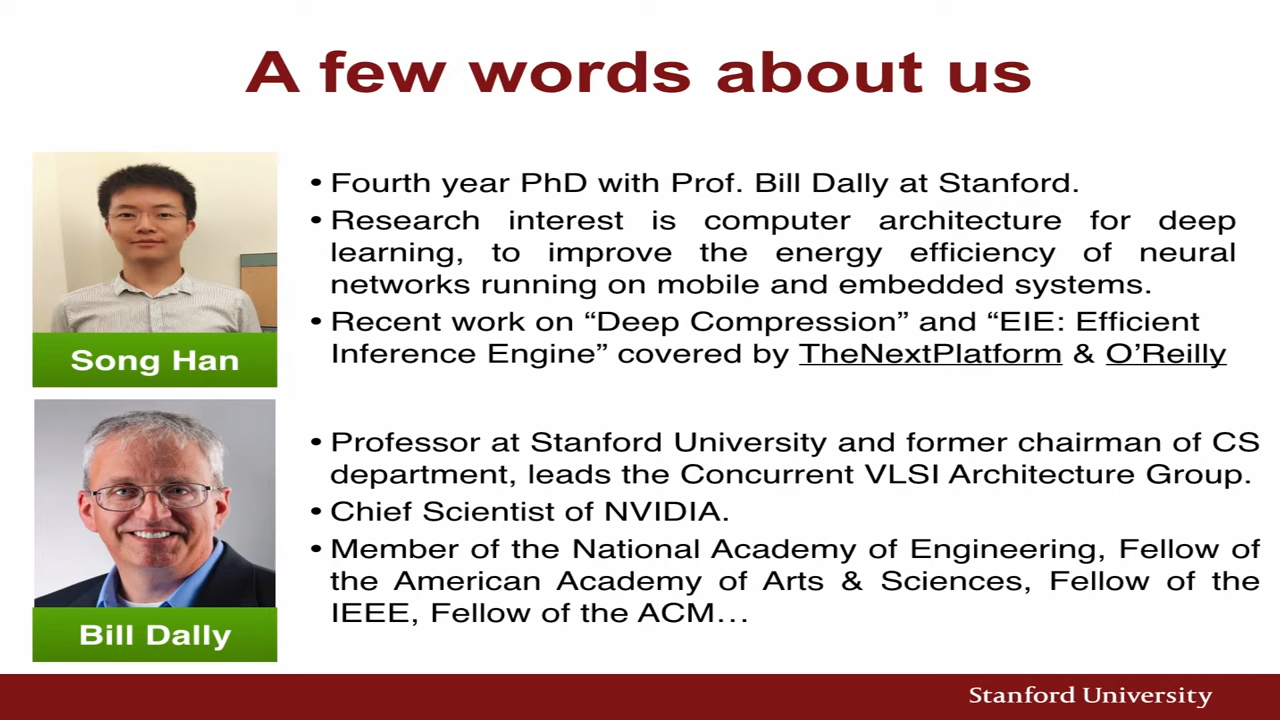 A few words about us
• Fourth year PhD with Prof. Bill Dally at Stanford.
• Research interest is computer architecture for deep
learning, to improve the energy efficiency of neural
networks running on mobile and embedded systems.
• Recent work on “Deep Compression” and “EIE: Efficient
Inference Engine” covered by TheNextPlatform & O’Reilly
Song Han
• Professor at Stanford University and former chairman of CS
department, leads the Concurrent VLSI Architecture Group.
• Chief Scientist of NVIDIA.
• Member of the National Academy of Engineering, Fellow of
the American Academy of Arts & Sciences, Fellow of the
IEEE, Fellow of the ACM…
Bill Dally
Stanford University